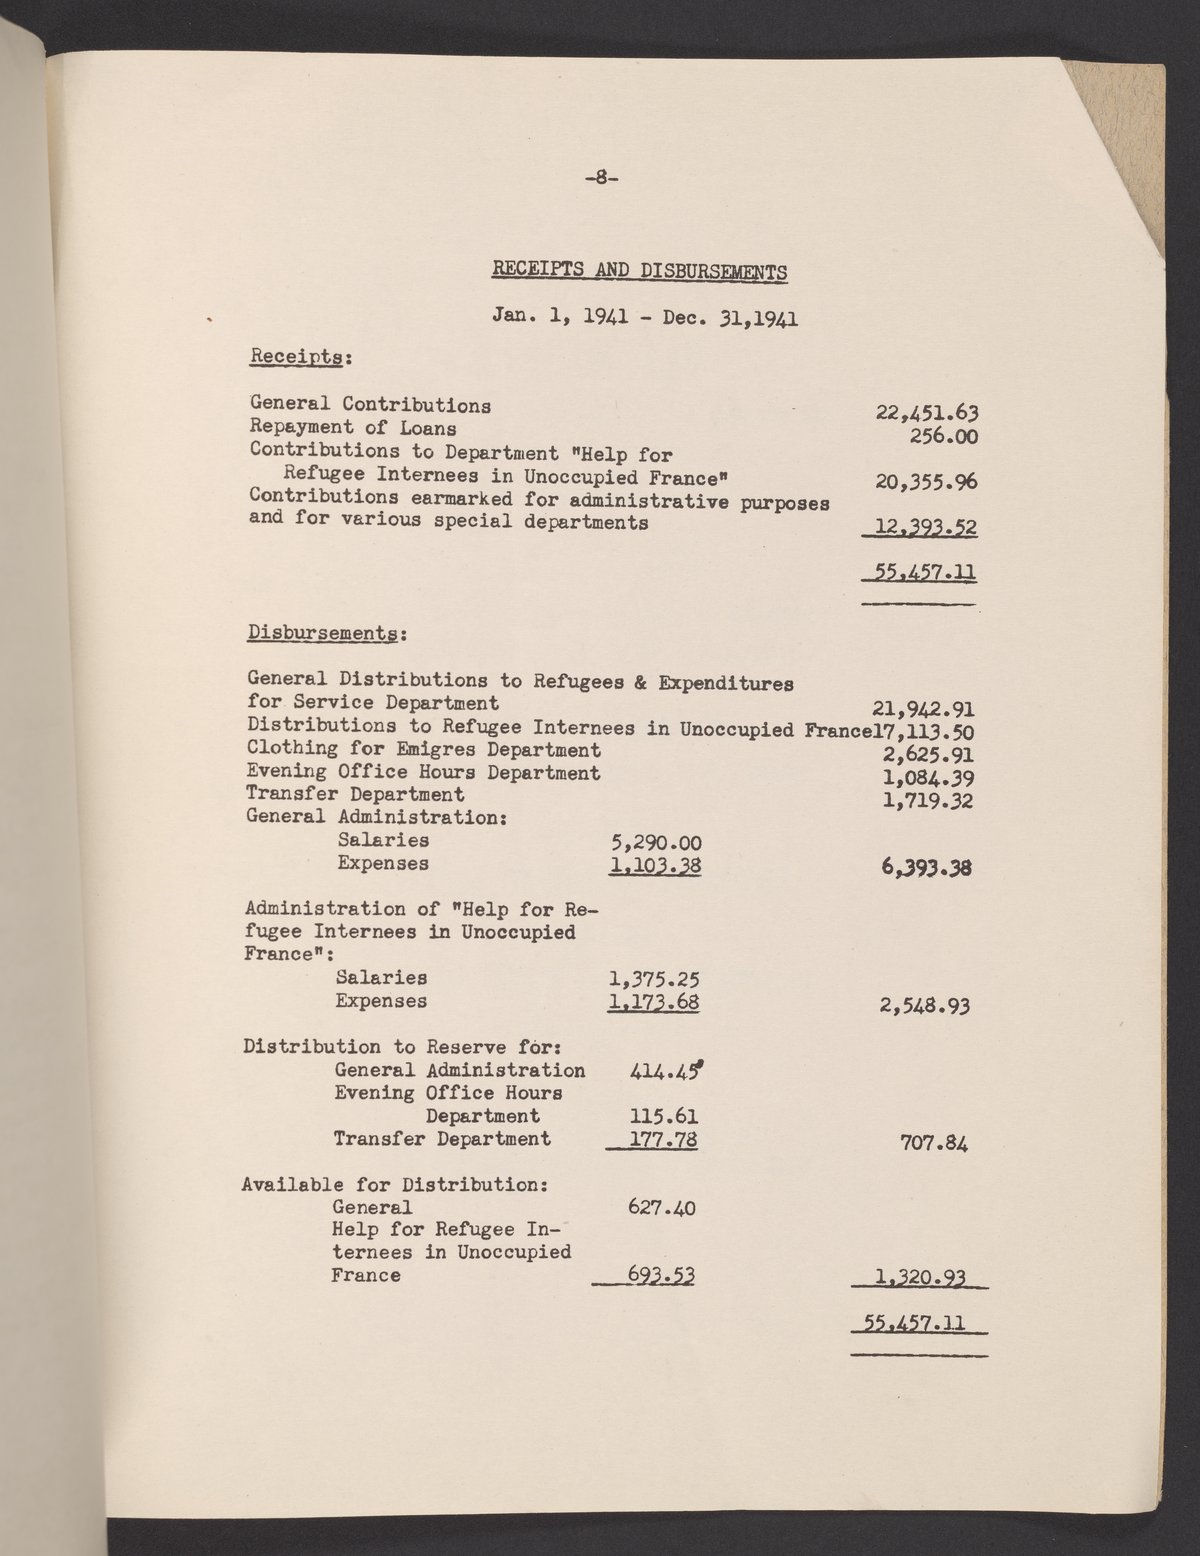 -8-
RECEIPTS AND DISBURSEMENTS
Jan. 1, 1941 - Dec. 31,1941
Receipts:
General Contributions 22,451.63
Repayment of Loans 256.00
Contributions to Department "Help for
Refugee Internees in Unoccupied France" 20,355.96
Contributions earmarked for administrative purposes
and for various special departments 12,393.52
55,457.11
Disbursements:
General Distributions to Refugees & Expenditures
for Service Department 21,942.91
Distributions to Refugee Internees in Unoccupied France17,113.50
Clothing for Emigres Department 2,625.91
Evening Office Hours Department 1,084.39
Transfer Department 1,719.32
General Administration:
Salaries 5,290.00
Expenses 1,103.38 6,393.38
Administration of "Help for Re-
fugee Internees in Unoccupied
France":
Salaries 1,375.25
Expenses 1,173.68 2,548.93
Distribution to Reserve for:
General Administration 414.45
Evening Office Hours
Department 115.61
Transfer Department 177.78 707.84
Available for Distribution:
General 627.40
Help for Refugee In-
ternees in Unoccupied
France 693.53 1,320.93
55,457.11